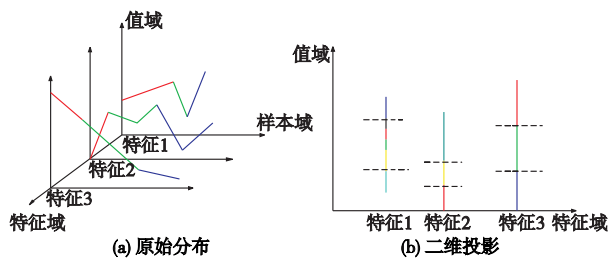 值域
样本域
特征1
特征2
特征3
特征域
(a) 原始分布
值域
特征1 特征2 特征3 特征域
(b) 二维投影